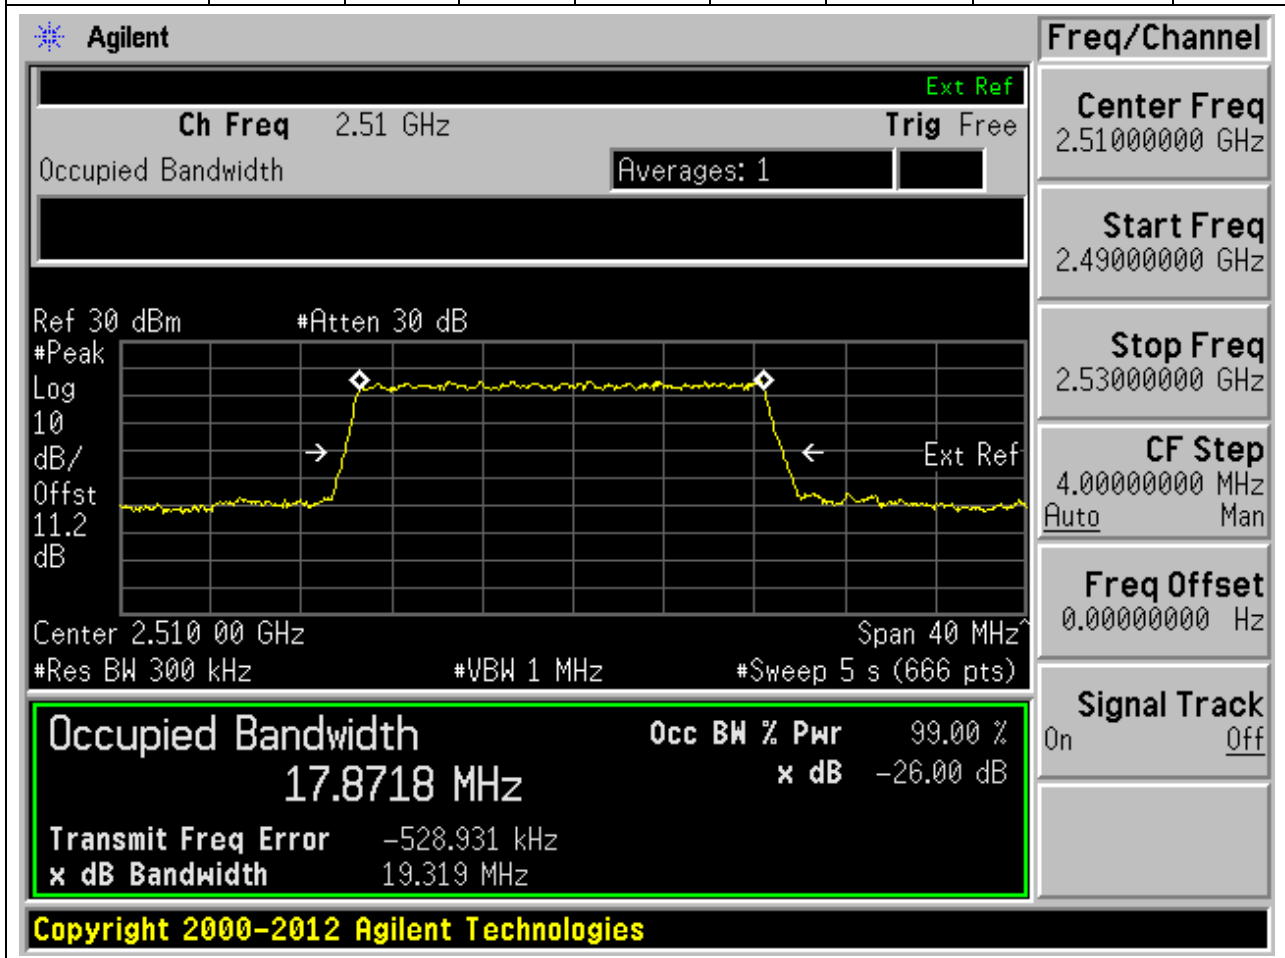 Agilent
Freq/Channel
Ext Ref
Ch Freq 2.51 GHz Trig Free
Occupied Bandwidth Averages: 1
Center Freq
2.51000000 GHz
Start Freq
2.49000000 GHz
Stop Freq
2.53000000 GHz
CF Step
4.00000000 MHz
Auto Man
Freq Offset
0.00000000 Hz
Signal Track
On Off
Ref 30 dBm #Atten 30 dB
#Peak
Log
10
dB/
Offst
11.2
dB
Ext Ref
Center 2.510 00 GHz Span 40 MHz^
#Res BW 300 kHz #VBW 1 MHz #Sweep 5 s (666 pts)
Occupied Bandwidth Occ BW % Pwr 99.00 %
17.8718 MHz x dB -26.00 dB
Transmit Freq Error -528.931 kHz
x dB Bandwidth 19.319 MHz
Copyright 2000-2012 Agilent Technologies